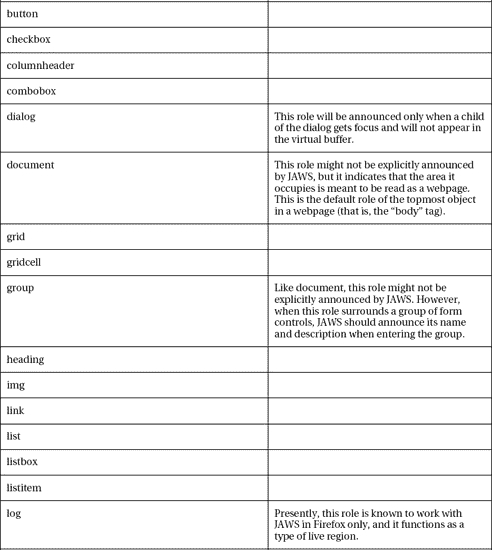 button
checkbox
columnheader
combobox
dialog
This role will be announced only when a child
of the dialog gets focus and will not appear in
the virtual buffer.
document
This role might not be explicitly announced
by JAWS, but it indicates that the area it
occupies is meant to be read as a webpage.
This is the default role of the topmost object
in a webpage (that is, the “body” tag).
grid
gridcell
group
Like document, this role might not be
explicitly announced by JAWS. However,
when this role surrounds a group of form
controls, JAWS should announce its name
and description when entering the group.
heading
img
link
list
listbox
listitem
log
Presently, this role is known to work with
JAWS in Firefox only, and it functions as a
type of live region.